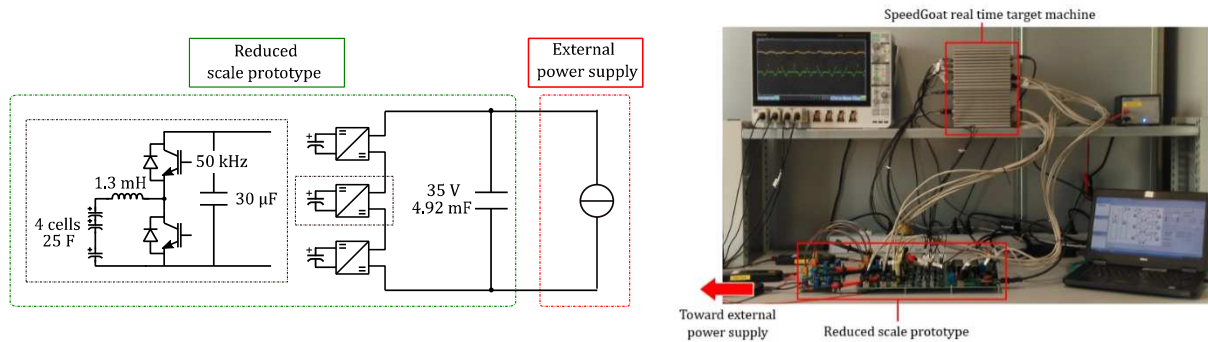 Reduced
scale prototype
External
power supply
50 kHz
1.3 mH
30 µF
4 cells
25 F
35 V
4.92 mF
SpeedGoat real time target machine
Toward external
power supply
Reduced scale prototype